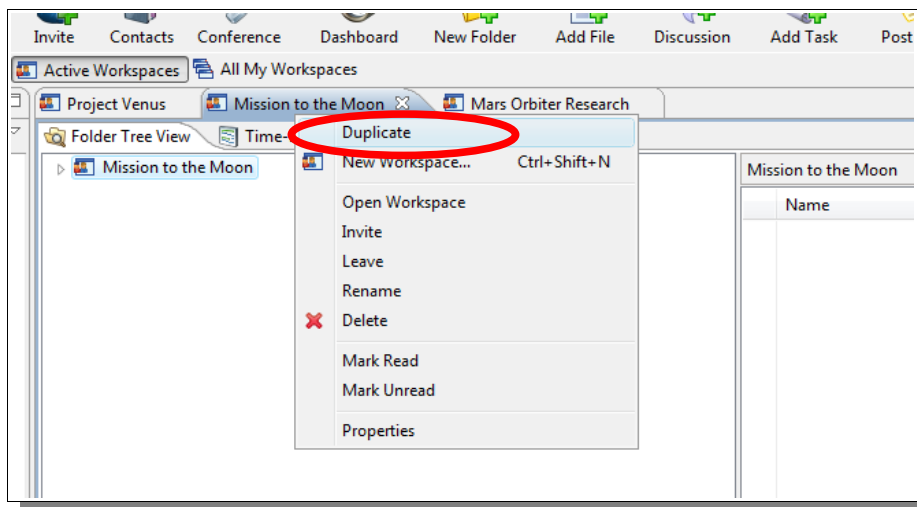 Invite Contacts Conference Dashboard New Folder Add File Discussion Add Task Post
Active Workspaces All My Workspaces
Project Venus Mission to the Moon Mars Orbiter Research
Folder Tree View Time-
Duplicate
Mission to the Moon
New Workspace... Ctrl+Shift+N
Mission to the Moon
Name
Open Workspace
Invite
Leave
Rename
Delete
Mark Read
Mark Unread
Properties